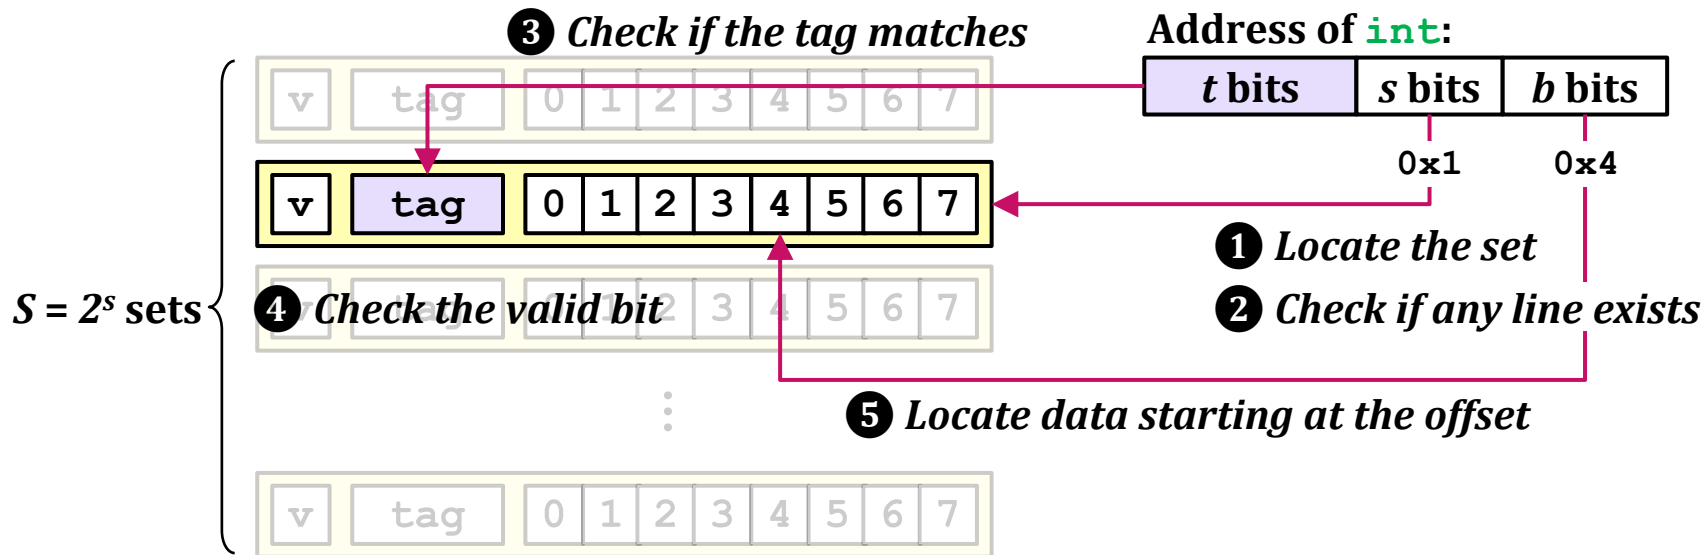 ❸ Check if the tag matches
Address of int:
v tag 0 1 2 3 4 5 6 7
t bits s bits b bits
0x1 0x4
v tag 0 1 2 3 4 5 6 7
❶ Locate the set
S = 2ˢ sets
❹ Check the valid bit
v tag 0 1 2 3 4 5 6 7
❷ Check if any line exists
⋮
❺ Locate data starting at the offset
v tag 0 1 2 3 4 5 6 7